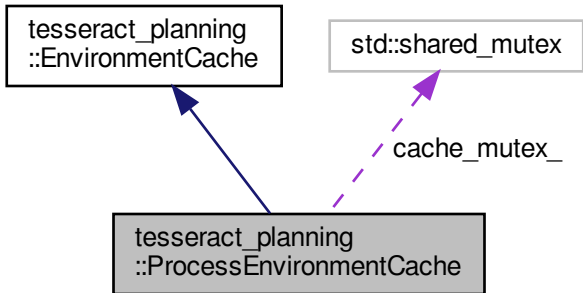 tesseract_planning
::EnvironmentCache
std::shared_mutex
cache_mutex_
tesseract_planning
::ProcessEnvironmentCache